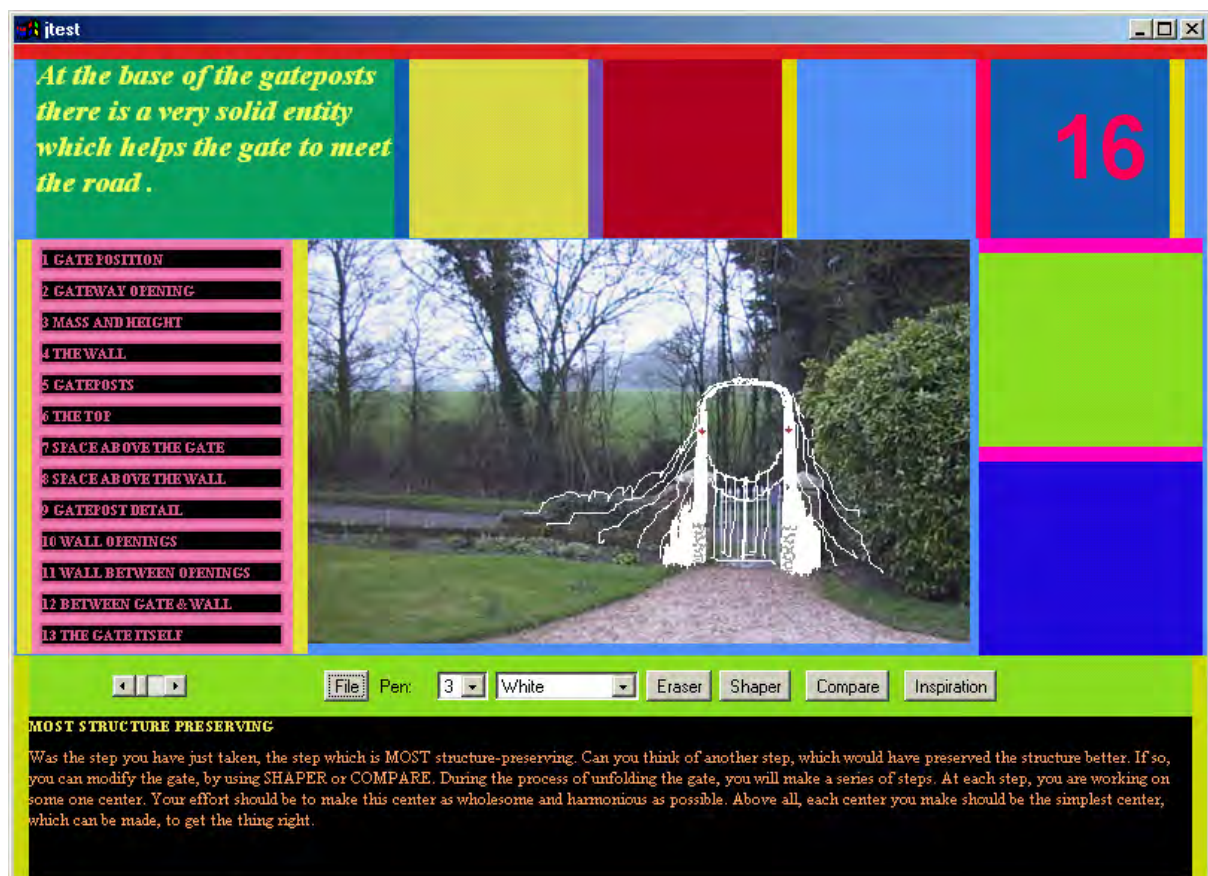 jtest
At the base of the gateposts
there is a very solid entity
which helps the gate to meet
the road .
16
1 GATE POSITION
2 GATEWAY OPENING
3 MASS AND HEIGHT
4 THE WALL
5 GATEPOSTS
6 THE TOP
7 SPACE ABOVE THE GATE
8 SPACE ABOVE THE WALL
9 GATEPOST DETAIL
10 WALL OPENINGS
11 WALL BETWEEN OPENINGS
12 BETWEEN GATE & WALL
13 THE GATE ITSELF
File Pen: 3 White Eraser Shaper Compare Inspiration
MOST STRUCTURE PRESERVING
Was the step you have just taken, the step which is MOST structure-preserving. Can you think of another step, which would have preserved the structure better. If so,
you can modify the gate, by using SHAPER or COMPARE. During the process of unfolding the gate, you will make a series of steps. At each step, you are working on
some one center. Your effort should be to make this center as wholesome and harmonious as possible. Above all, each center you make should be the simplest center,
which can be made, to get the thing right.